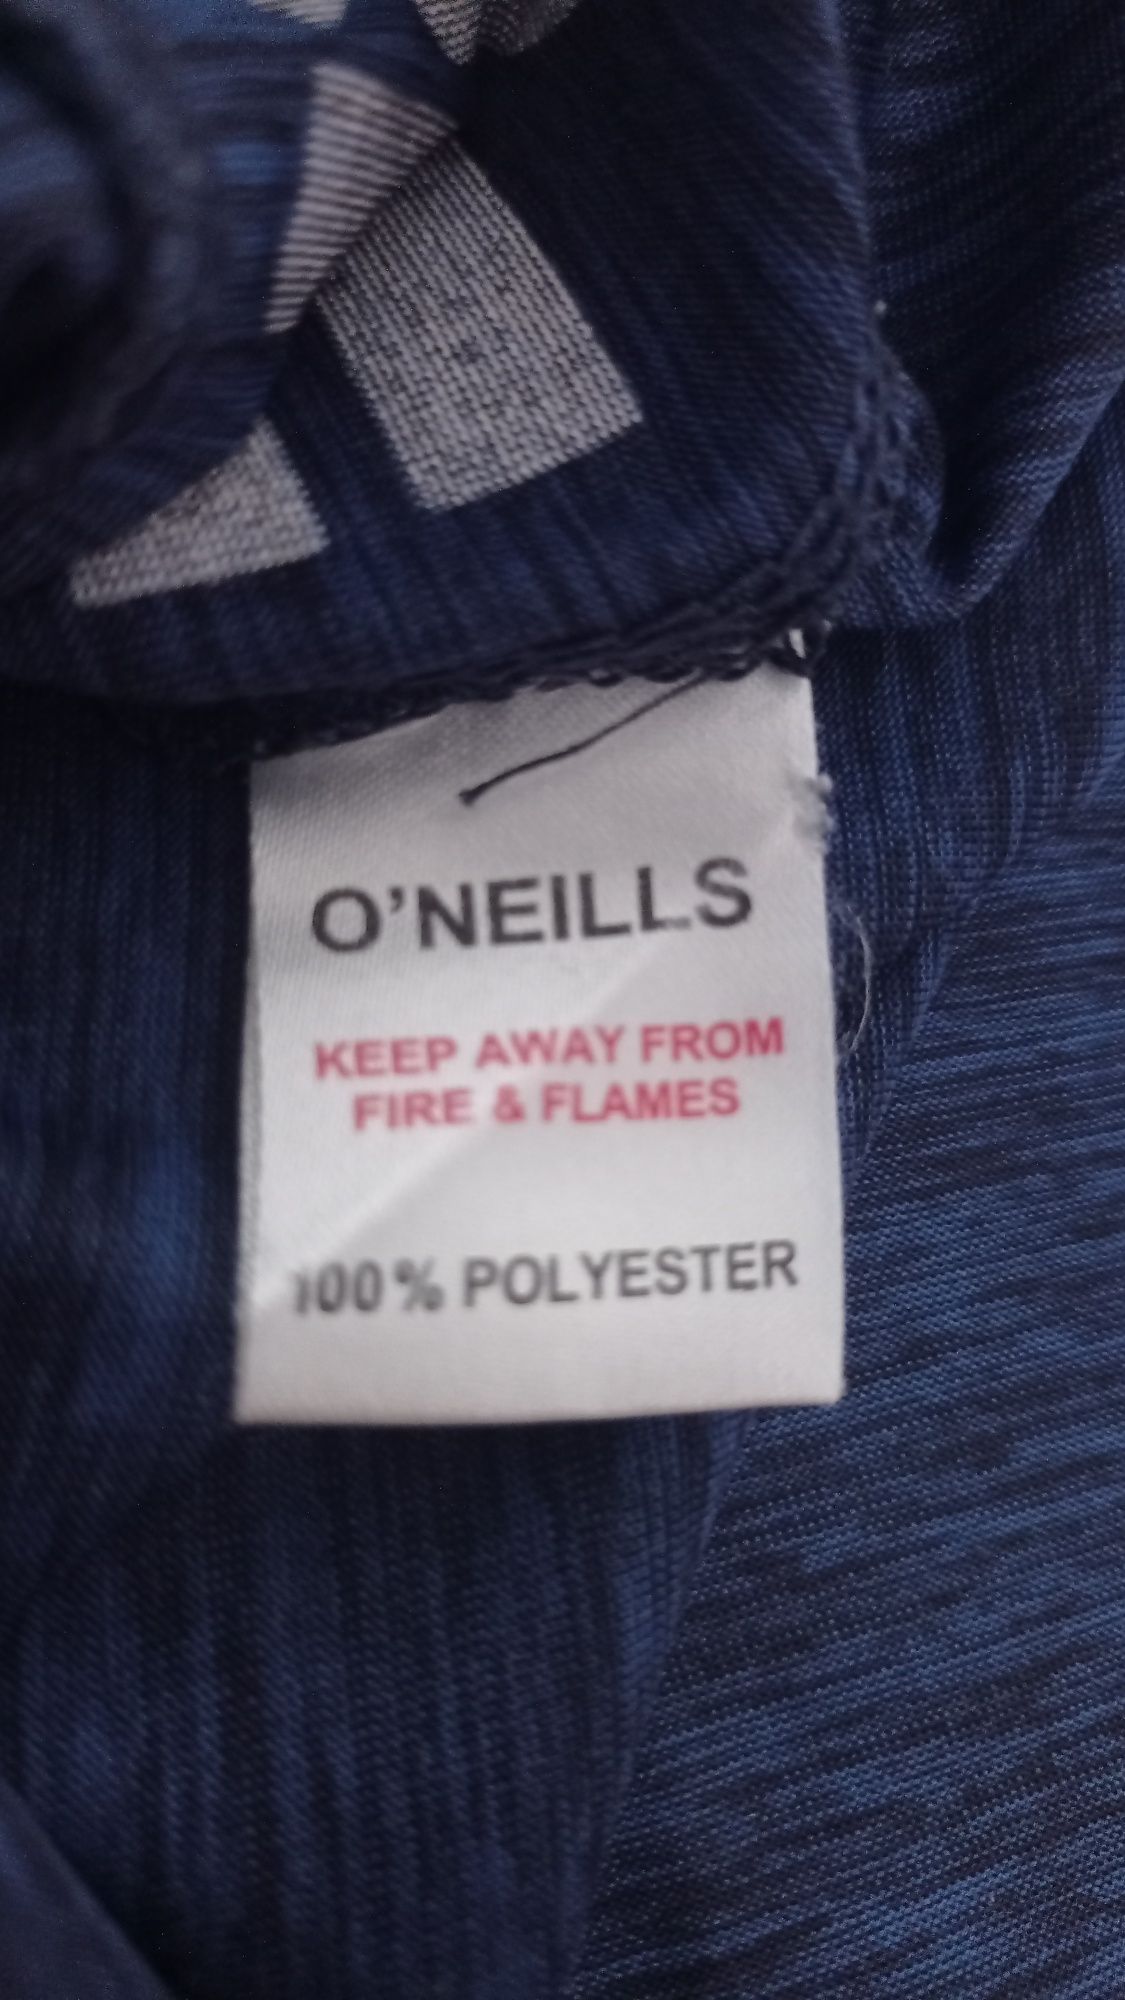 O'NEILLS
KEEP AWAY FROM
FIRE & FLAMES
100% POLYESTER